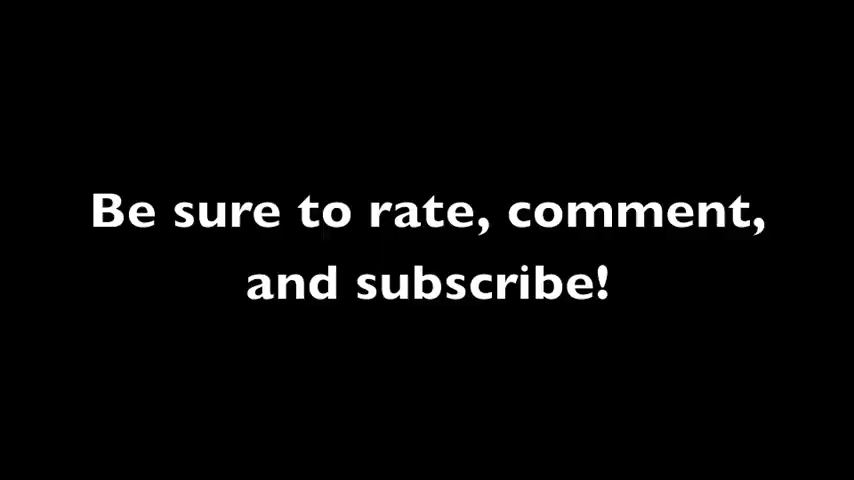 Be sure to rate, comment,
and subscribe!